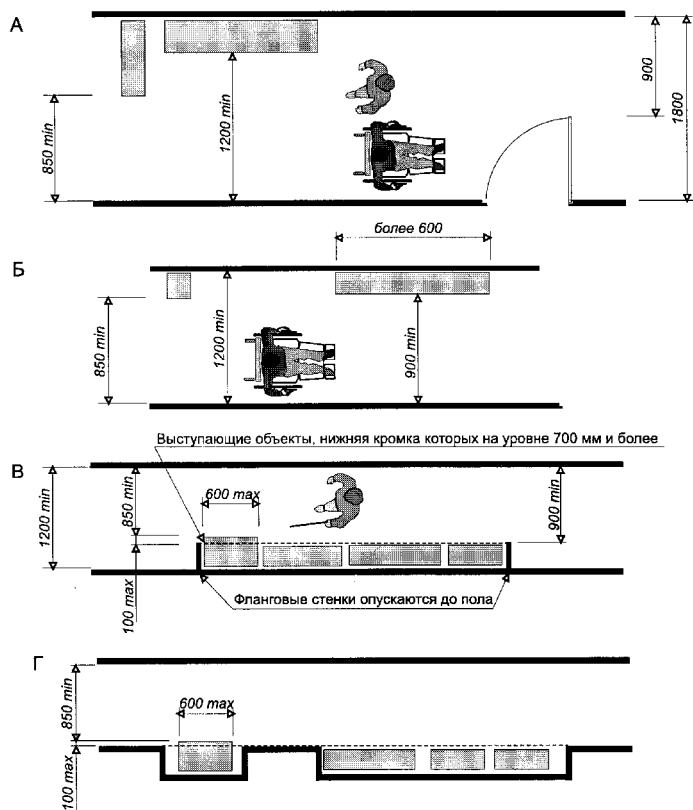 А
850 min
1200 min
900
1800
Б
более 600
850 min
1200 min
900 min
Выступающие объекты, нижняя кромка которых на уровне 700 мм и более
В
1200 min
850 min
600 max
900 min
100 max
Фланговые стенки опускаются до пола
Г
850 min
600 max
100 max